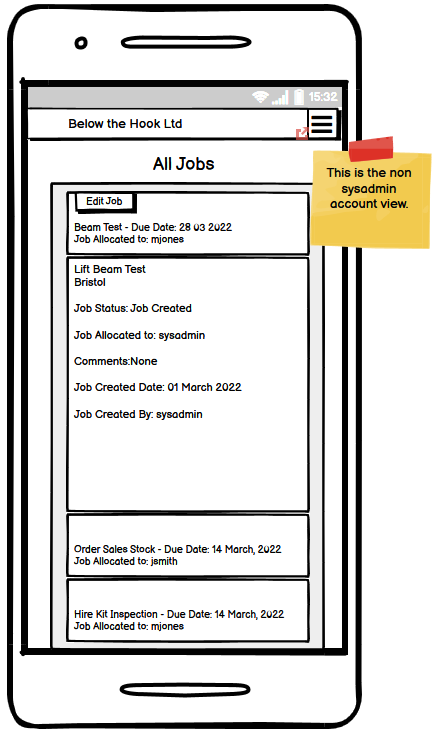 15:32
Below the Hook Ltd
This is the non
sysadmin
account view.
All Jobs
Edit Job
Beam Test - Due Date: 28 03 2022
Job Allocated to: mjones
Lift Beam Test
Bristol
Job Status: Job Created
Job Allocated to: sysadmin
Comments:None
Job Created Date: 01 March 2022
Job Created By: sysadmin
Order Sales Stock - Due Date: 14 March, 2022
Job Allocated to: jsmith
Hire Kit Inspection - Due Date: 14 March, 2022
Job Allocated to: mjones